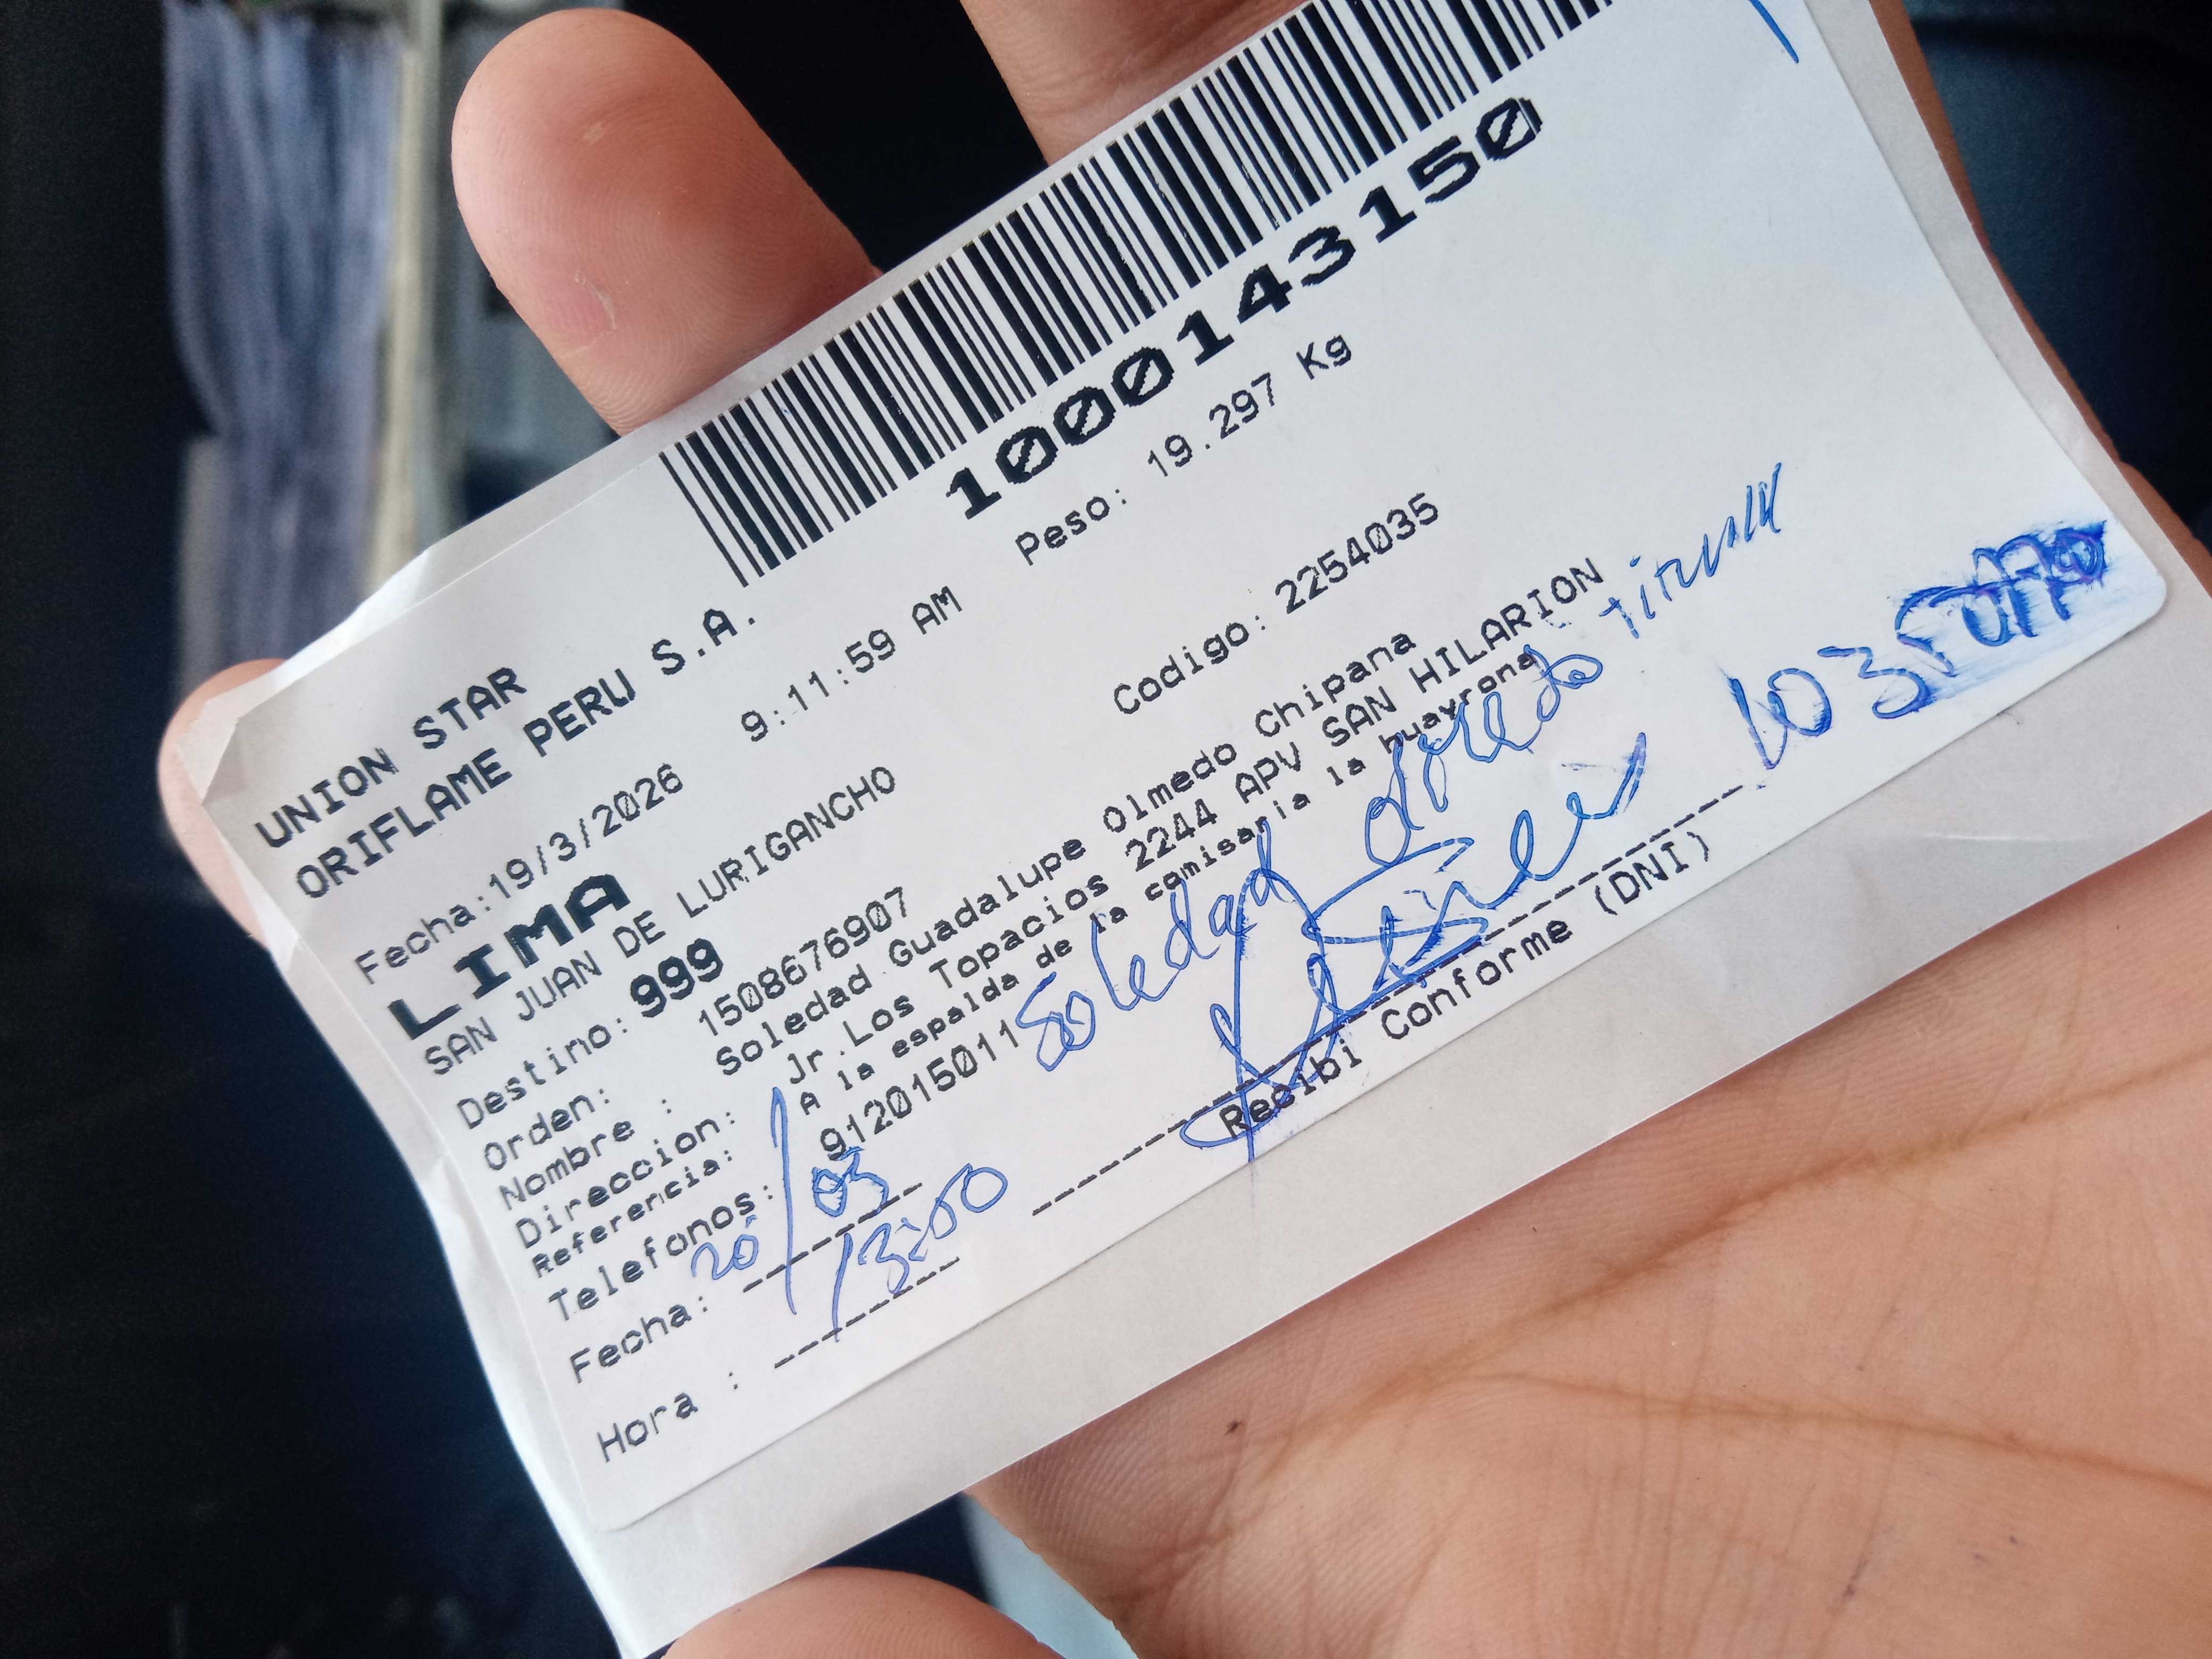 1000143150
UNION STAR
ORIFLAME PERU S.A.
Fecha:19/3/2026 9:11:59 AM Peso: 19.297 Kg
LIMA
SAN JUAN DE LURIGANCHO
Destino: 999 Codigo: 2254035
Orden: 1508676907
Nombre : Soledad Guadalupe Olmedo Chipana
Direccion: Jr.Los Topacios 2244 APV SAN HILARION
Referencia: A la espalda de la comisaria la huayrona
Telefonos: 912015011
Soledad olmedo titular
Fecha: 20/03
Hora : 13:00
Recibi Conforme (DNI)